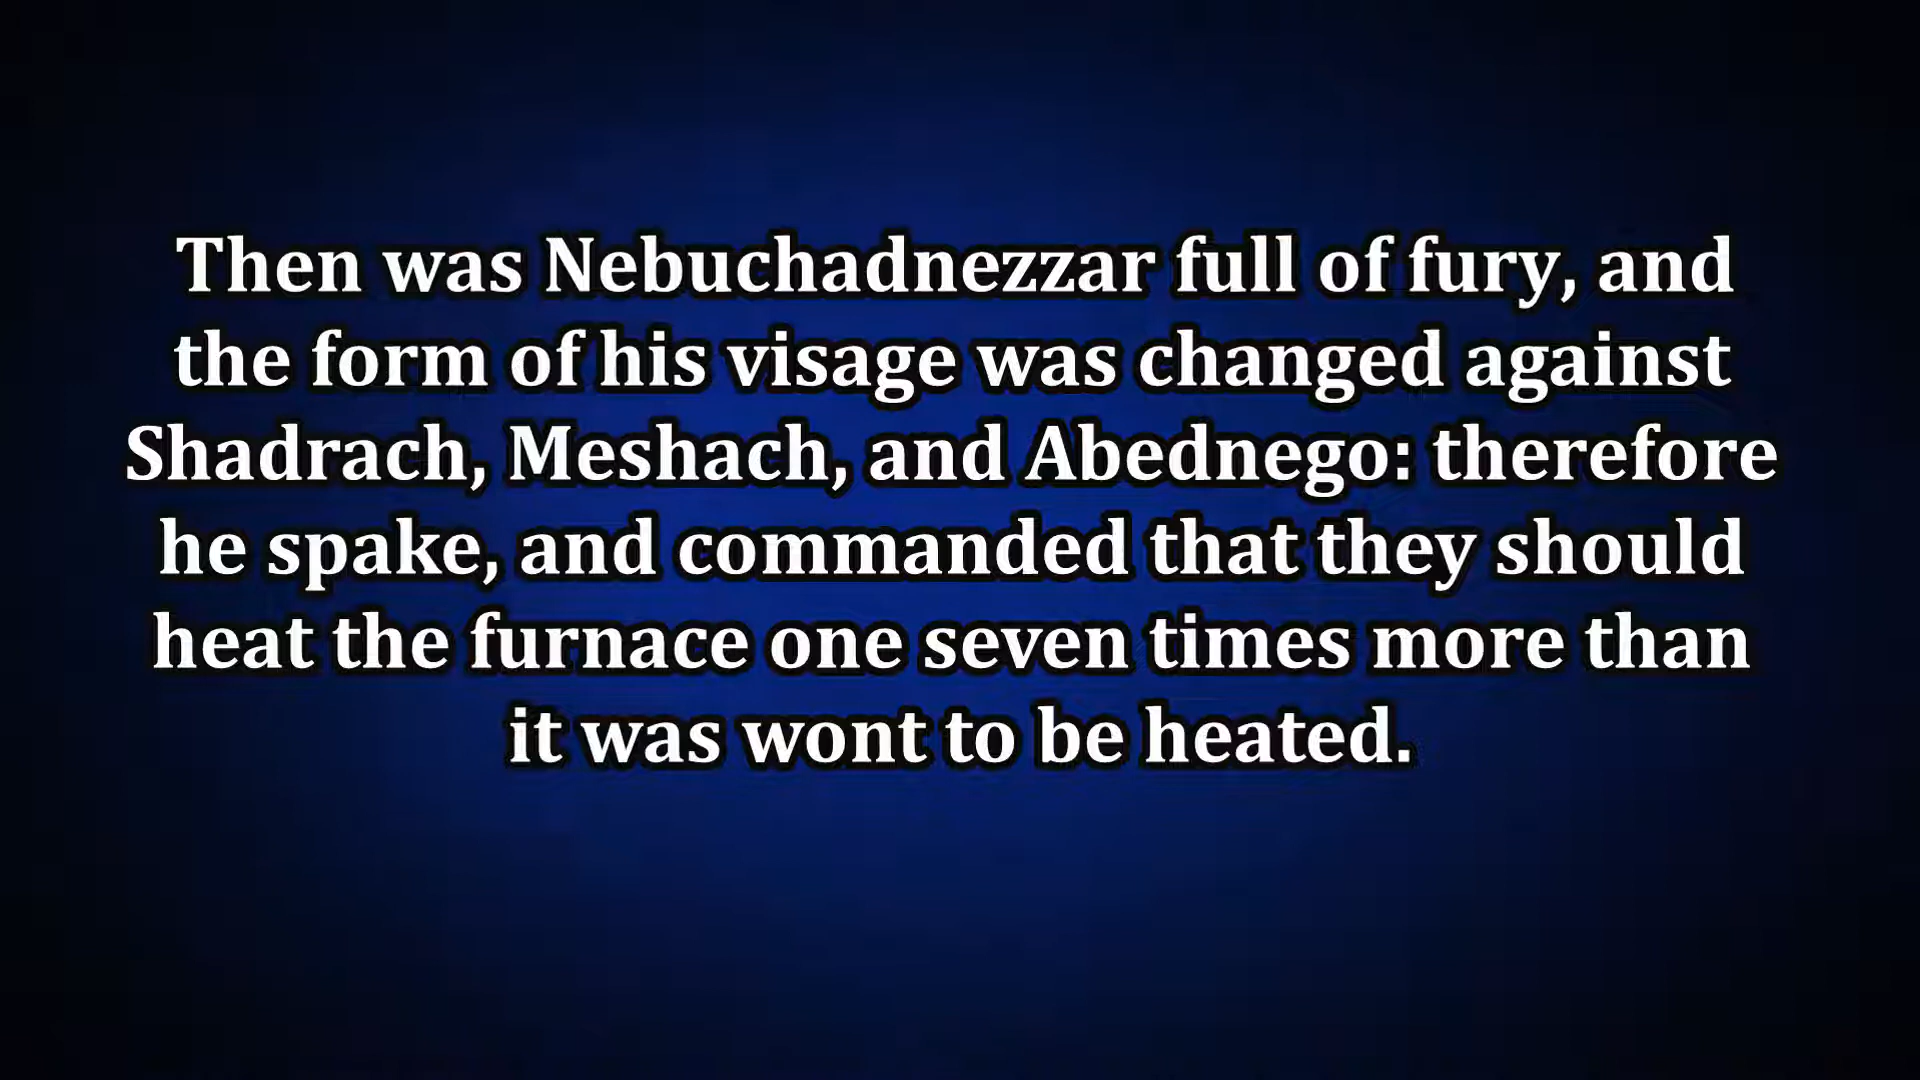 Then was Nebuchadnezzar full of fury, and
the form of his visage was changed against
Shadrach, Meshach, and Abednego: therefore
he spake, and commanded that they should
heat the furnace one seven times more than
it was wont to be heated.